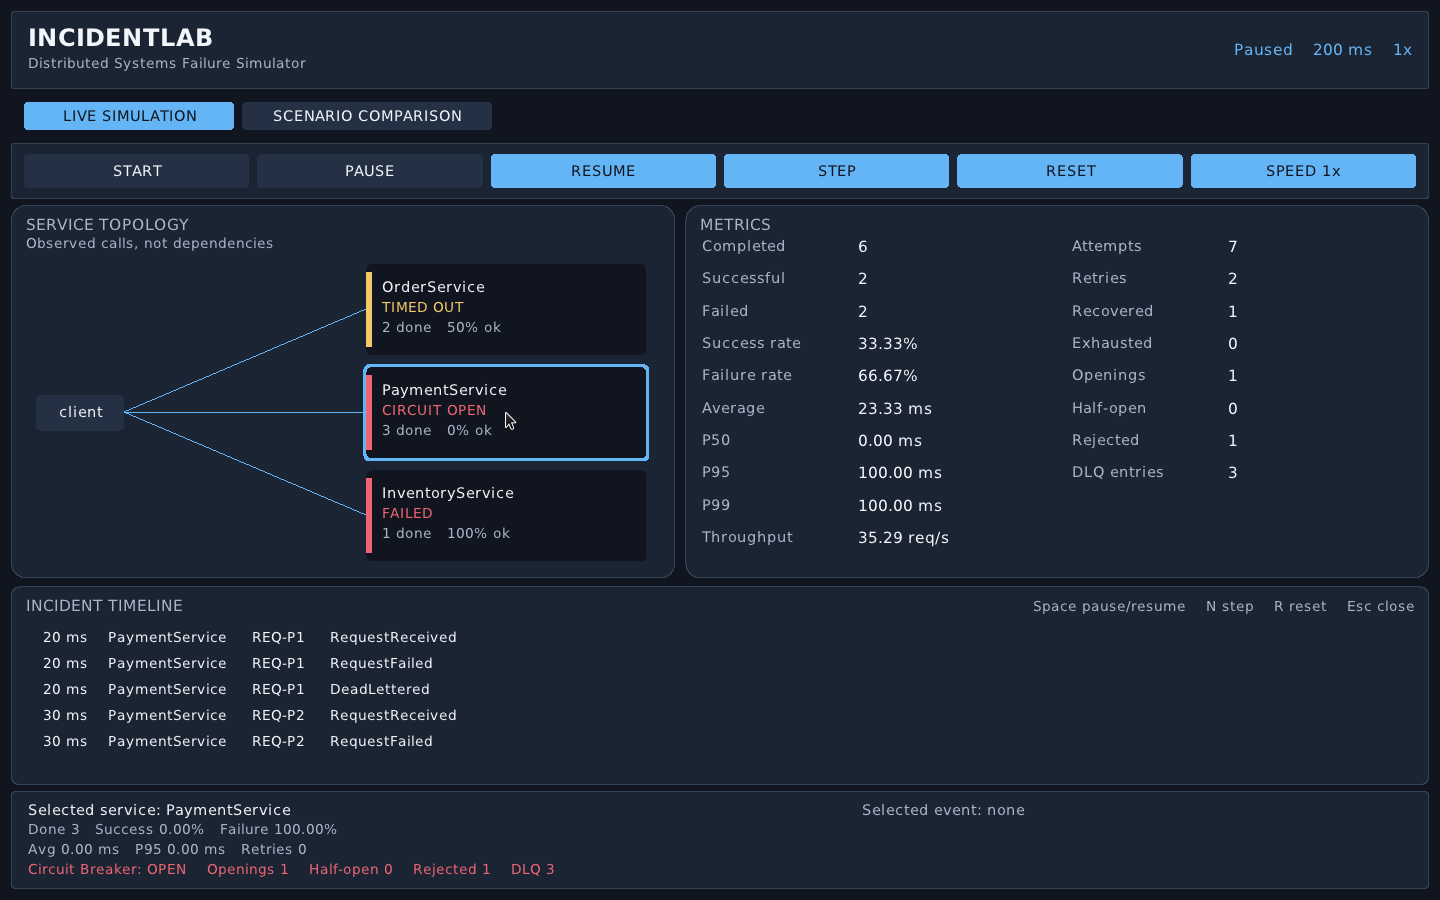 INCIDENTLAB
Distributed Systems Failure Simulator
Paused 200 ms 1x
LIVE SIMULATION SCENARIO COMPARISON
START PAUSE RESUME STEP RESET SPEED 1x
SERVICE TOPOLOGY
Observed calls, not dependencies
client
OrderService
TIMED OUT
2 done 50% ok
PaymentService
CIRCUIT OPEN
3 done 0% ok
InventoryService
FAILED
1 done 100% ok
METRICS
Completed 6 Attempts 7
Successful 2 Retries 2
Failed 2 Recovered 1
Success rate 33.33% Exhausted 0
Failure rate 66.67% Openings 1
Average 23.33 ms Half-open 0
P50 0.00 ms Rejected 1
P95 100.00 ms DLQ entries 3
P99 100.00 ms
Throughput 35.29 req/s
INCIDENT TIMELINE Space pause/resume N step R reset Esc close
20 ms PaymentService REQ-P1 RequestReceived
20 ms PaymentService REQ-P1 RequestFailed
20 ms PaymentService REQ-P1 DeadLettered
30 ms PaymentService REQ-P2 RequestReceived
30 ms PaymentService REQ-P2 RequestFailed
Selected service: PaymentService Selected event: none
Done 3 Success 0.00% Failure 100.00%
Avg 0.00 ms P95 0.00 ms Retries 0
Circuit Breaker: OPEN Openings 1 Half-open 0 Rejected 1 DLQ 3